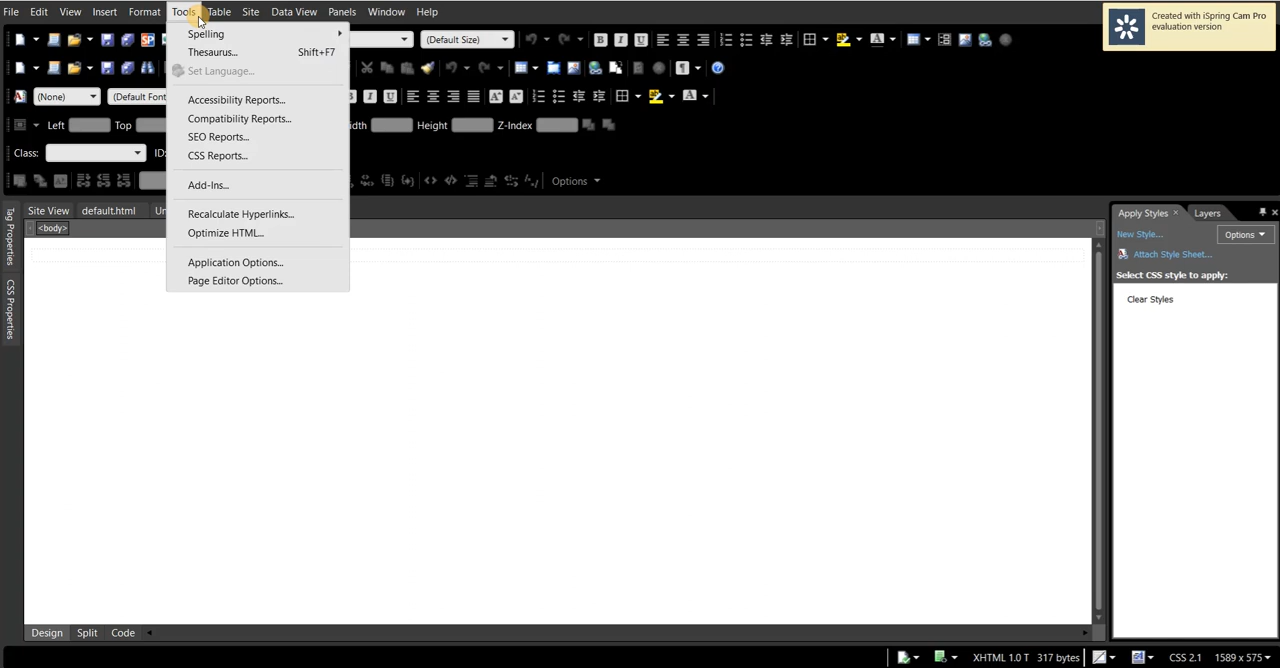 File Edit View Insert Format Tools Table Site Data View Panels Window Help
Created with iSpring Cam Pro
evaluation version
Spelling
Thesaurus... Shift+F7
Set Language...
Accessibility Reports...
Compatibility Reports...
SEO Reports...
CSS Reports...
Add-Ins...
Recalculate Hyperlinks...
Optimize HTML...
Application Options...
Page Editor Options...
(Default Size)
(None) (Default Font
Left Top Height Z-Index
Class: ID:
Options
Site View default.html
<body>
Tag Properties
CSS Properties
Apply Styles Layers
New Style... Options
Attach Style Sheet...
Select CSS style to apply:
Clear Styles
Design Split Code
XHTML 1.0 T 317 bytes CSS 2.1 1589 x 575